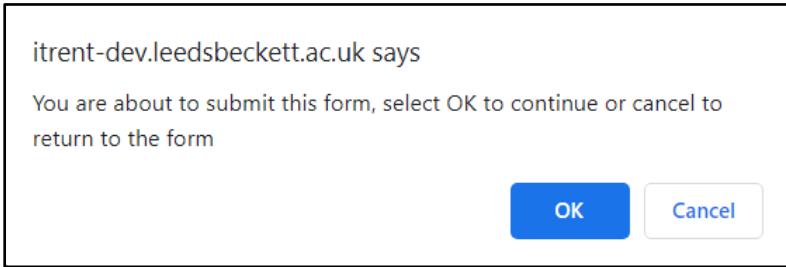 itrent-dev.leedsbeckett.ac.uk says
You are about to submit this form, select OK to continue or cancel to
return to the form
OK Cancel